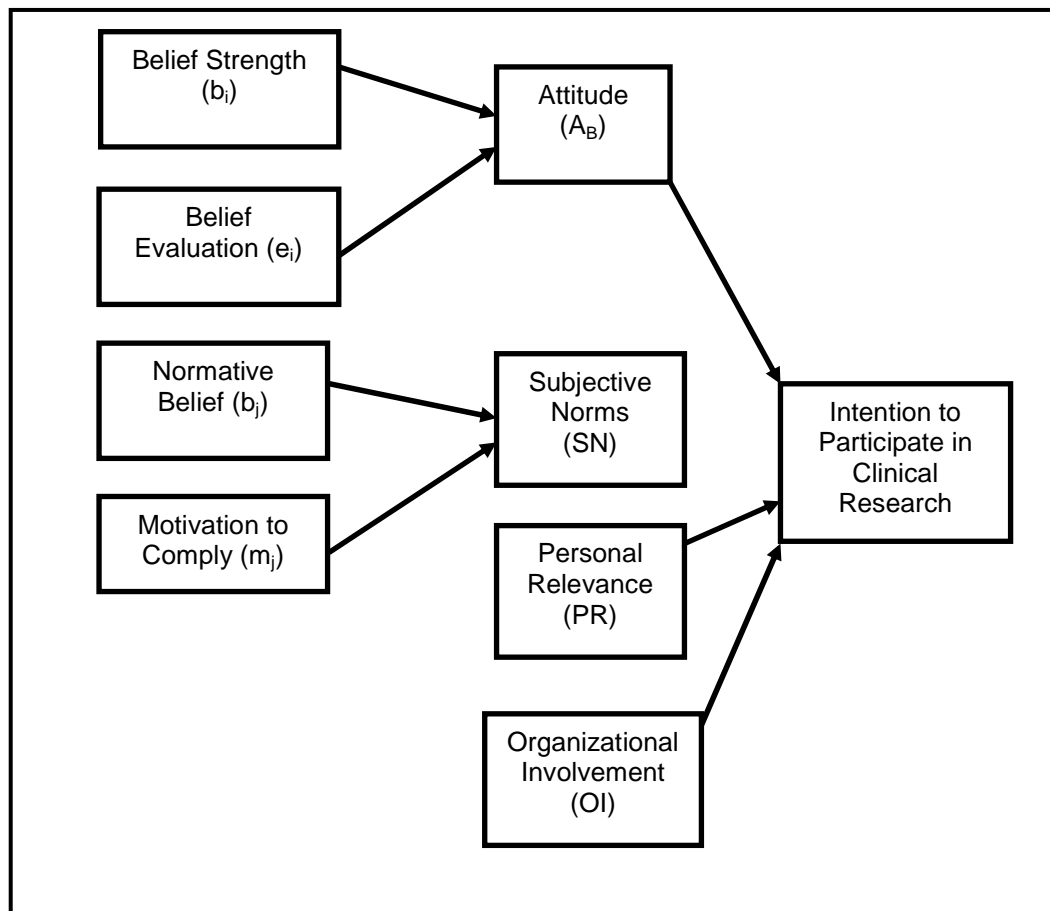 Belief Strength
(bᵢ)
Attitude
(A_B)
Belief
Evaluation (eᵢ)
Normative
Belief (bⱼ)
Subjective
Norms
(SN)
Intention to
Participate in
Clinical
Research
Motivation to
Comply (mⱼ)
Personal
Relevance
(PR)
Organizational
Involvement
(OI)